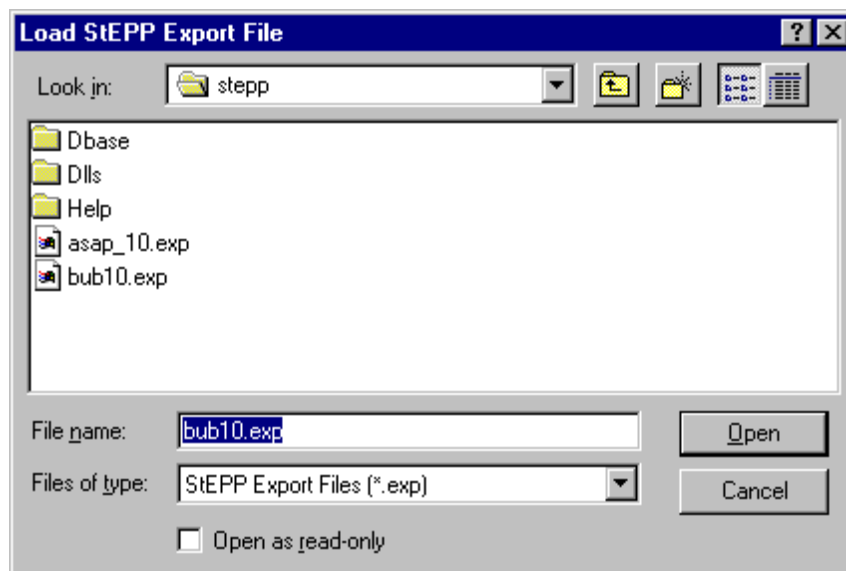 Load StEPP Export File
Look in: stepp
Dbase
Dlls
Help
asap_10.exp
bub10.exp
File name: bub10.exp Open
Files of type: StEPP Export Files (*.exp) Cancel
Open as read-only